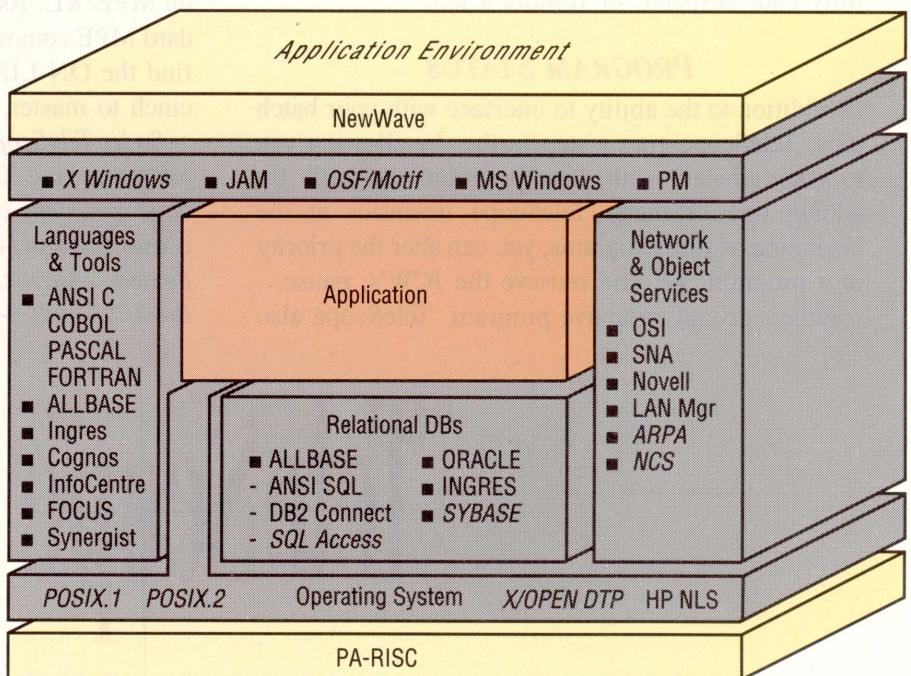 Application Environment
NewWave
■ X Windows ■ JAM ■ OSF/Motif ■ MS Windows ■ PM
Languages
& Tools
■ ANSI C
COBOL
PASCAL
FORTRAN
■ ALLBASE
■ Ingres
■ Cognos
■ InfoCentre
■ FOCUS
■ Synergist
Application
Relational DBs
■ ALLBASE
- ANSI SQL
- DB2 Connect
- SQL Access
■ ORACLE
■ INGRES
■ SYBASE
Network
& Object
Services
■ OSI
■ SNA
■ Novell
■ LAN Mgr
■ ARPA
■ NCS
POSIX.1 POSIX.2 Operating System X/OPEN DTP HP NLS
PA-RISC